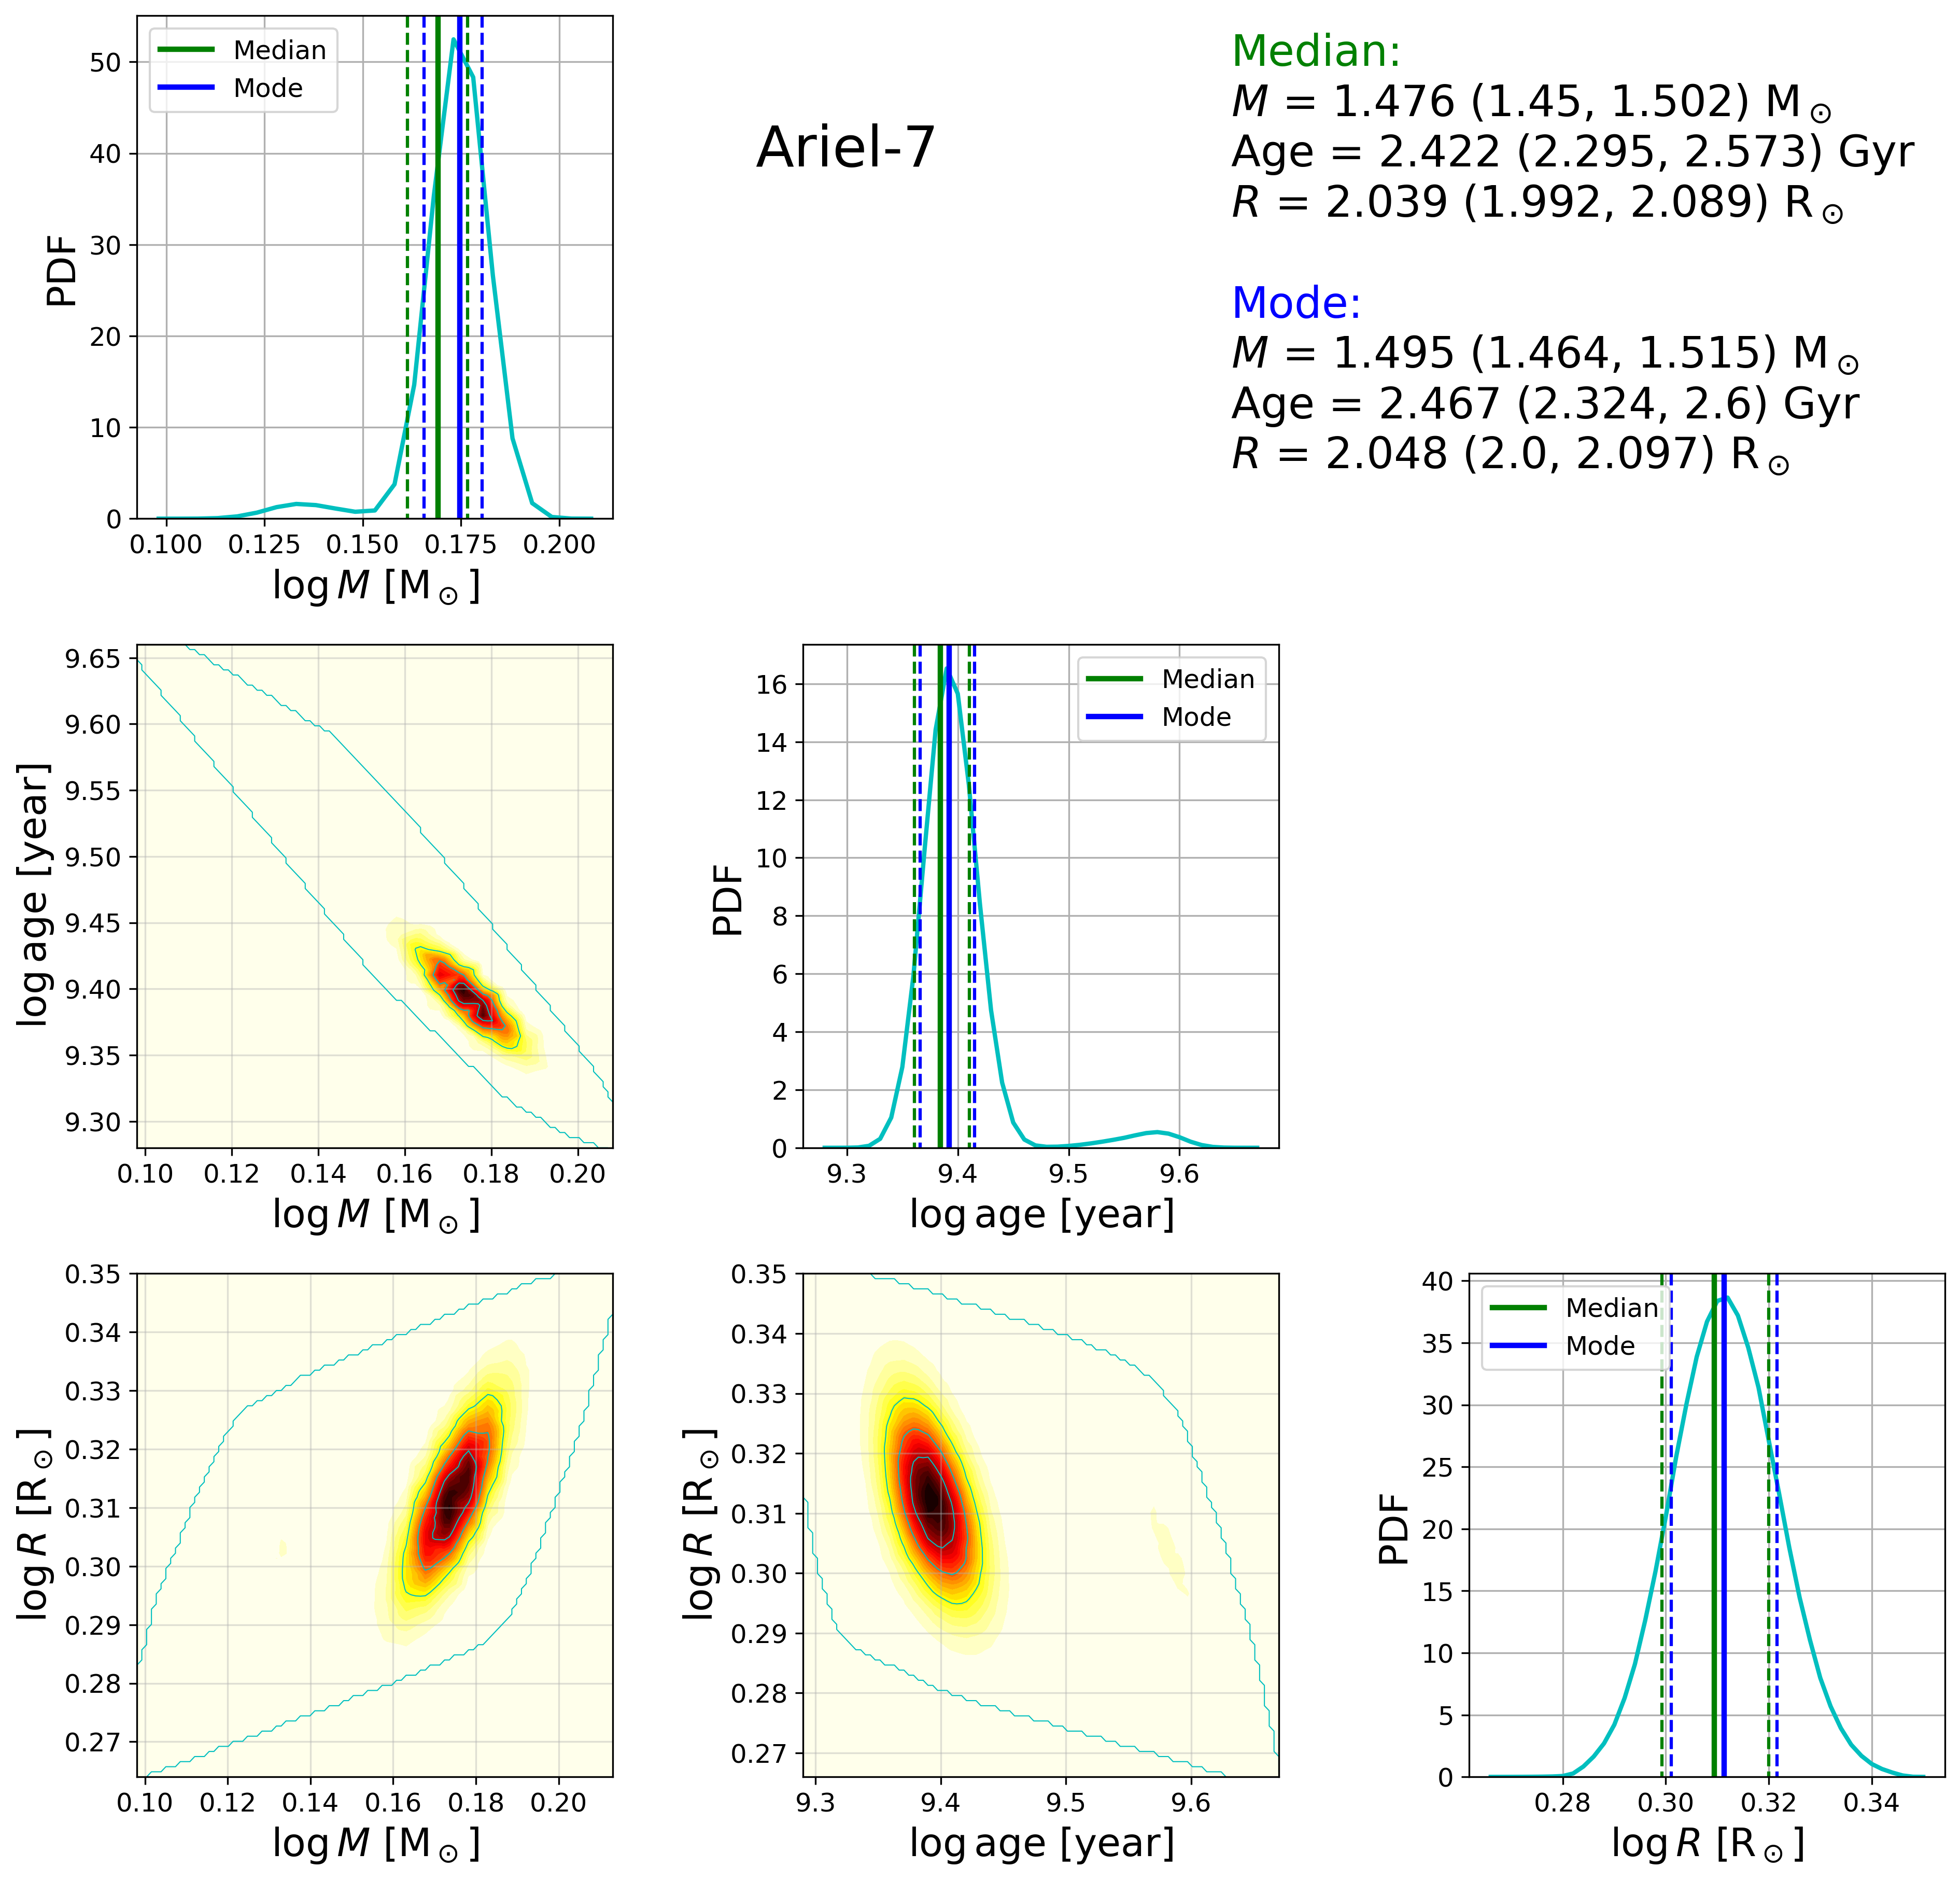 Median
Mode
50
40
30
20
10
0
PDF
0.100 0.125 0.150 0.175 0.200
log M [M⊙]
Ariel-7
Median:
M = 1.476 (1.45, 1.502) M⊙
Age = 2.422 (2.295, 2.573) Gyr
R = 2.039 (1.992, 2.089) R⊙
Mode:
M = 1.495 (1.464, 1.515) M⊙
Age = 2.467 (2.324, 2.6) Gyr
R = 2.048 (2.0, 2.097) R⊙
9.65
9.60
9.55
9.50
9.45
9.40
9.35
9.30
log age [year]
0.10 0.12 0.14 0.16 0.18 0.20
log M [M⊙]
Median
Mode
16
14
12
10
8
6
4
2
0
PDF
9.3 9.4 9.5 9.6
log age [year]
0.35
0.34
0.33
0.32
0.31
0.30
0.29
0.28
0.27
log R [R⊙]
0.10 0.12 0.14 0.16 0.18 0.20
log M [M⊙]
0.35
0.34
0.33
0.32
0.31
0.30
0.29
0.28
0.27
log R [R⊙]
9.3 9.4 9.5 9.6
log age [year]
Median
Mode
40
35
30
25
20
15
10
5
0
PDF
0.28 0.30 0.32 0.34
log R [R⊙]